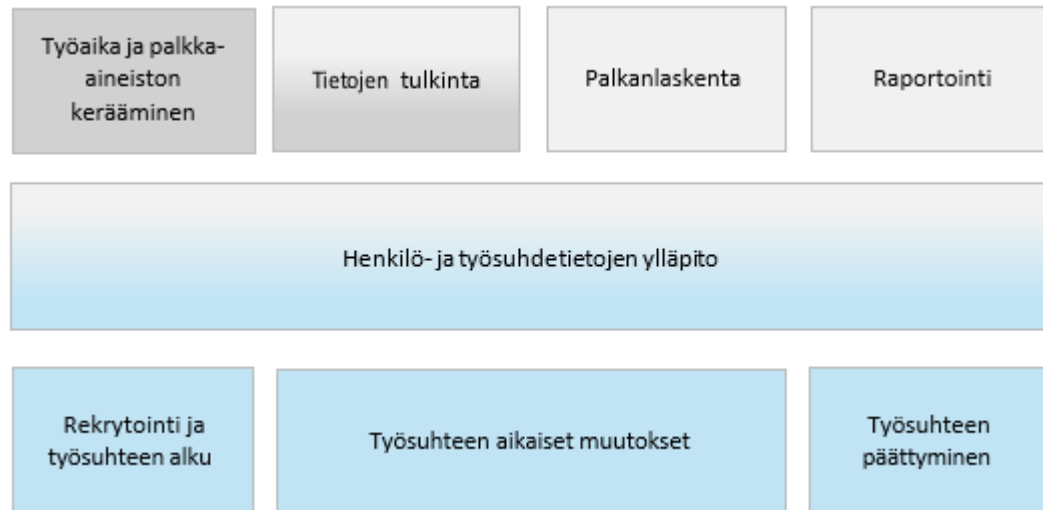 Työaika ja palkka-
aineiston
kerääminen
Tietojen tulkinta
Palkanlaskenta
Raportointi
Henkilö- ja työsuhdetietojen ylläpito
Rekrytointi ja
työsuhteen alku
Työsuhteen aikaiset muutokset
Työsuhteen
päättyminen